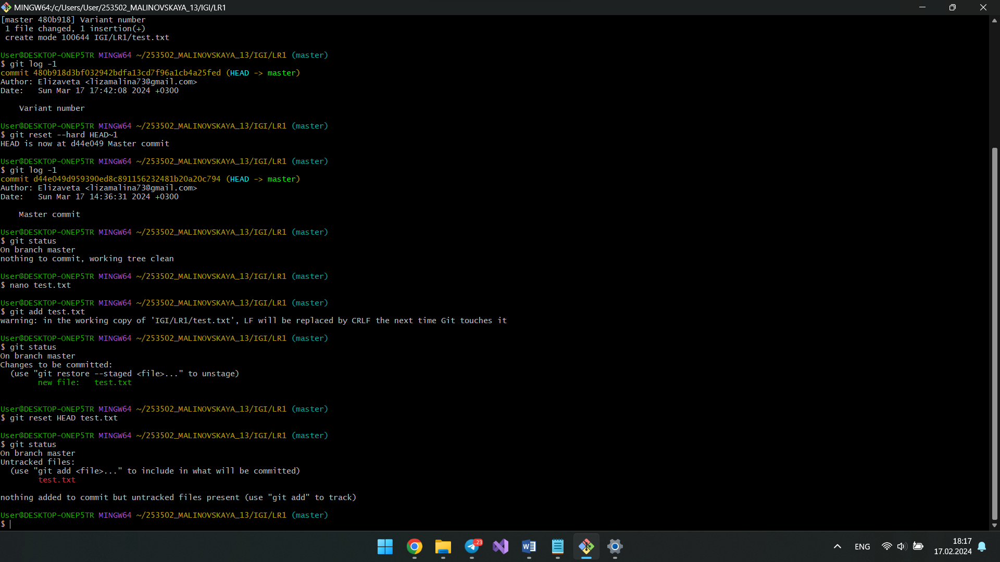 MINGW64:/c/Users/User/253502_MALINOVSKAYA_13/IGI/LR1
[master 480b918] Variant number
 1 file changed, 1 insertion(+)
 create mode 100644 IGI/LR1/test.txt
User@DESKTOP-ONEP5TR MINGW64 ~/253502_MALINOVSKAYA_13/IGI/LR1 (master)
$ git log -1
commit 480b918d3bf032942bdfa13cd7f96a1cb4a25fed (HEAD -> master)
Author: Elizaveta <lizamalina73@gmail.com>
Date:   Sun Mar 17 17:42:08 2024 +0300
    Variant number
User@DESKTOP-ONEP5TR MINGW64 ~/253502_MALINOVSKAYA_13/IGI/LR1 (master)
$ git reset --hard HEAD~1
HEAD is now at d44e049 Master commit
User@DESKTOP-ONEP5TR MINGW64 ~/253502_MALINOVSKAYA_13/IGI/LR1 (master)
$ git log -1
commit d44e049d959390ed8c891156232481b20a20c794 (HEAD -> master)
Author: Elizaveta <lizamalina73@gmail.com>
Date:   Sun Mar 17 14:36:31 2024 +0300
    Master commit
User@DESKTOP-ONEP5TR MINGW64 ~/253502_MALINOVSKAYA_13/IGI/LR1 (master)
$ git status
On branch master
nothing to commit, working tree clean
User@DESKTOP-ONEP5TR MINGW64 ~/253502_MALINOVSKAYA_13/IGI/LR1 (master)
$ nano test.txt
User@DESKTOP-ONEP5TR MINGW64 ~/253502_MALINOVSKAYA_13/IGI/LR1 (master)
$ git add test.txt
warning: in the working copy of 'IGI/LR1/test.txt', LF will be replaced by CRLF the next time Git touches it
User@DESKTOP-ONEP5TR MINGW64 ~/253502_MALINOVSKAYA_13/IGI/LR1 (master)
$ git status
On branch master
Changes to be committed:
  (use "git restore --staged <file>..." to unstage)
        new file:   test.txt
User@DESKTOP-ONEP5TR MINGW64 ~/253502_MALINOVSKAYA_13/IGI/LR1 (master)
$ git reset HEAD test.txt
User@DESKTOP-ONEP5TR MINGW64 ~/253502_MALINOVSKAYA_13/IGI/LR1 (master)
$ git status
On branch master
Untracked files:
  (use "git add <file>..." to include in what will be committed)
        test.txt
nothing added to commit but untracked files present (use "git add" to track)
User@DESKTOP-ONEP5TR MINGW64 ~/253502_MALINOVSKAYA_13/IGI/LR1 (master)
$
..23
W
ENG
18:17
17.02.2024